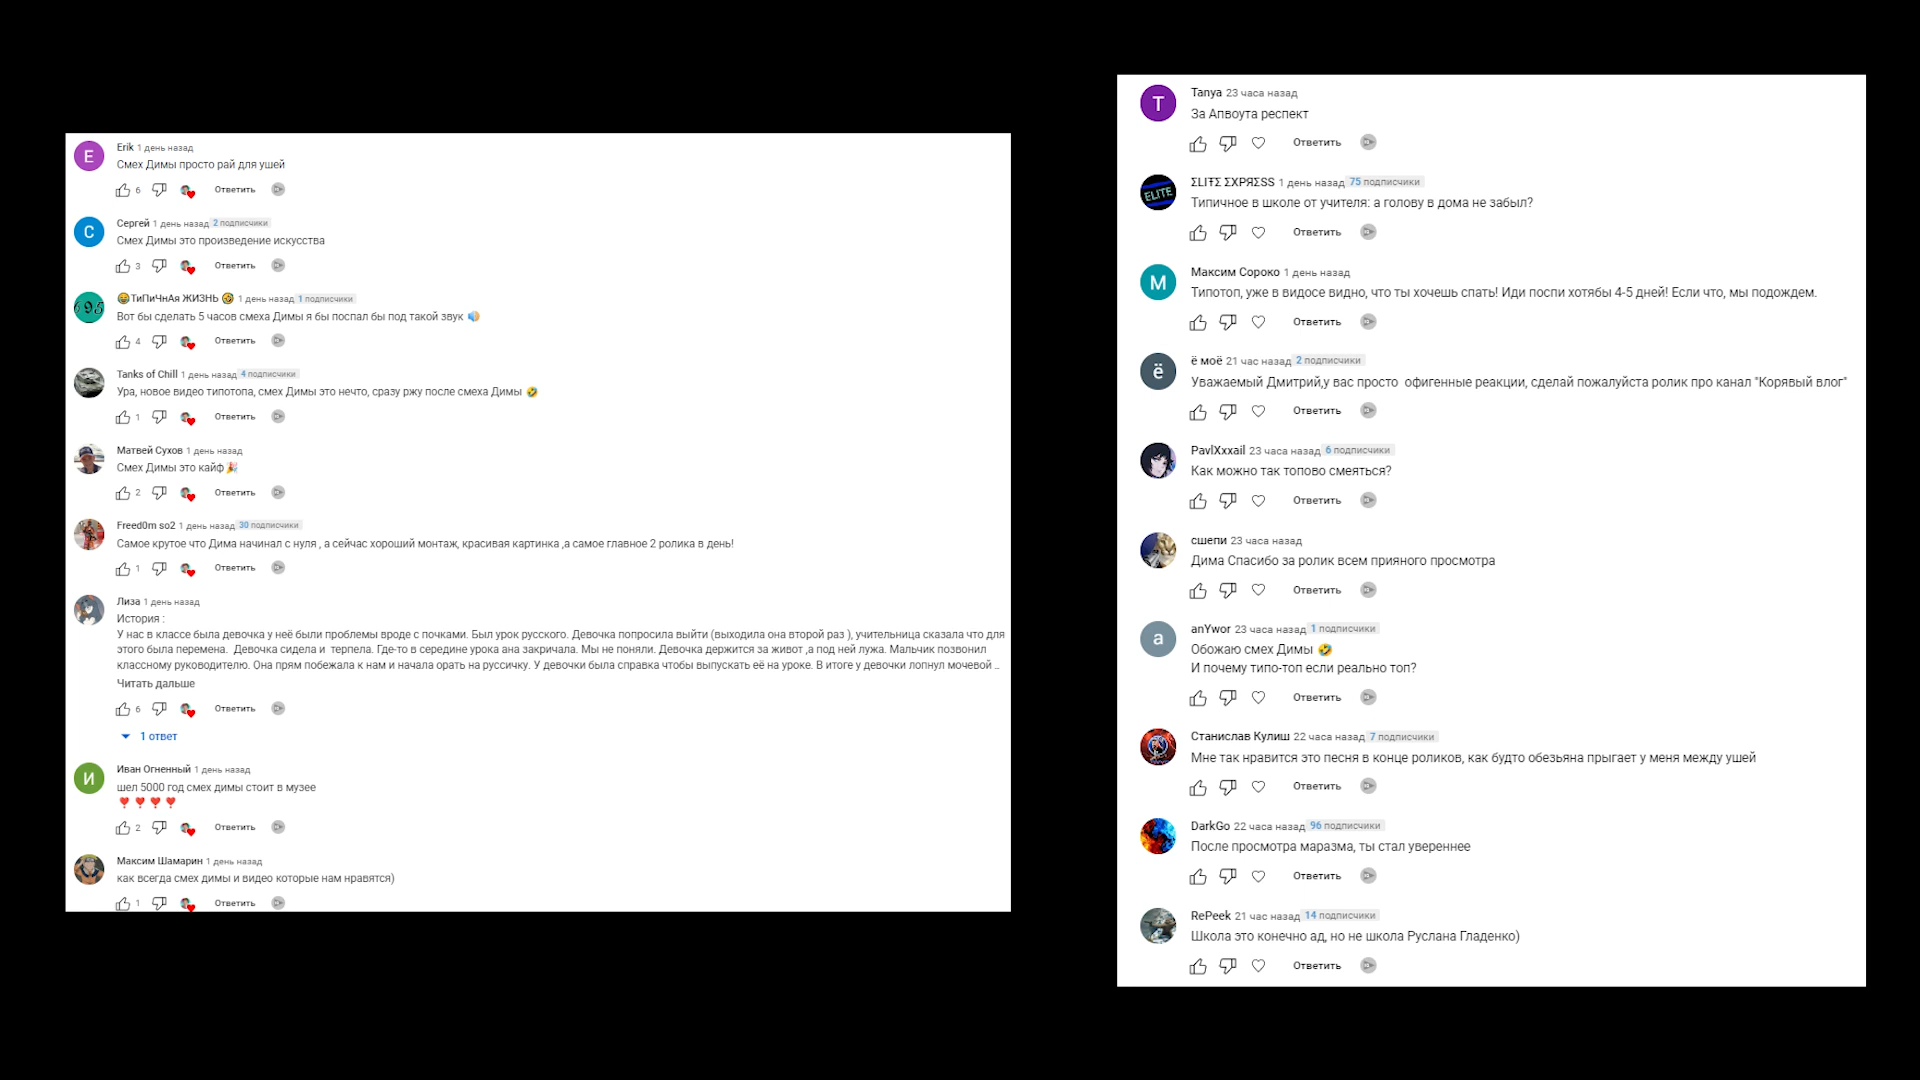 E
Erik 1 день назад
Смех Димы просто рай для ушей
6 Ответить
С
Сергей 1 день назад 2 подписчики
Смех Димы это произведение искусства
3 Ответить
695
😂ТиПиЧнАя ЖИЗНЬ 🤣 1 день назад 1 подписчики
Вот бы сделать 5 часов смеха Димы я бы поспал бы под такой звук
4 Ответить
Tanks of Chill 1 день назад 4 подписчики
Ура, новое видео типотопа, смех Димы это нечто, сразу ржу после смеха Димы 🤣
1 Ответить
Матвей Сухов 1 день назад
Смех Димы это кайф🎉
2 Ответить
Freed0m so2 1 день назад 30 подписчики
Самое крутое что Дима начинал с нуля , а сейчас хороший монтаж, красивая картинка ,а самое главное 2 ролика в день!
1 Ответить
Лиза 1 день назад
История :
У нас в классе была девочка у неё были проблемы вроде с почками. Был урок русского. Девочка попросила выйти (выходила она второй раз ), учительница сказала что для
этого была перемена. Девочка сидела и терпела. Где-то в середине урока ана закричала. Мы не поняли. Девочка держится за живот ,а под ней лужа. Мальчик позвонил
классному руководителю. Она прям побежала к нам и начала орать на руссичку. У девочки была справка чтобы выпускать её на уроке. В итоге у девочки лопнул мочевой ...
Читать дальше
6 Ответить
1 ответ
И
Иван Огненный 1 день назад
шел 5000 год смех димы стоит в музее
❣❣❣❣
2 Ответить
Максим Шамарин 1 день назад
как всегда смех димы и видео которые нам нравятся)
1 Ответить
T
Tanya 23 часа назад
За Апвоута респект
Ответить
ELITE
ΣLIŦΣ ΣXPЯΣSS 1 день назад 75 подписчики
Типичное в школе от учителя: а голову в дома не забыл?
Ответить
М
Максим Сороко 1 день назад
Типотоп, уже в видосе видно, что ты хочешь спать! Иди поспи хотябы 4-5 дней! Если что, мы подождем.
Ответить
ё
ё моё 21 час назад 2 подписчики
Уважаемый Дмитрий,у вас просто офигенные реакции, сделай пожалуйста ролик про канал "Корявый влог"
Ответить
PavlXxxail 23 часа назад 6 подписчики
Как можно так топово смеяться?
Ответить
сшепи 23 часа назад
Дима Спасибо за ролик всем прияного просмотра
Ответить
a
anYwor 23 часа назад 1 подписчики
Обожаю смех Димы 🤣
И почему типо-топ если реально топ?
Ответить
Станислав Кулиш 22 часа назад 7 подписчики
Мне так нравится это песня в конце роликов, как будто обезьяна прыгает у меня между ушей
Ответить
DarkGo 22 часа назад 96 подписчики
После просмотра маразма, ты стал увереннее
Ответить
RePeek 21 час назад 14 подписчики
Школа это конечно ад, но не школа Руслана Гладенко)
Ответить